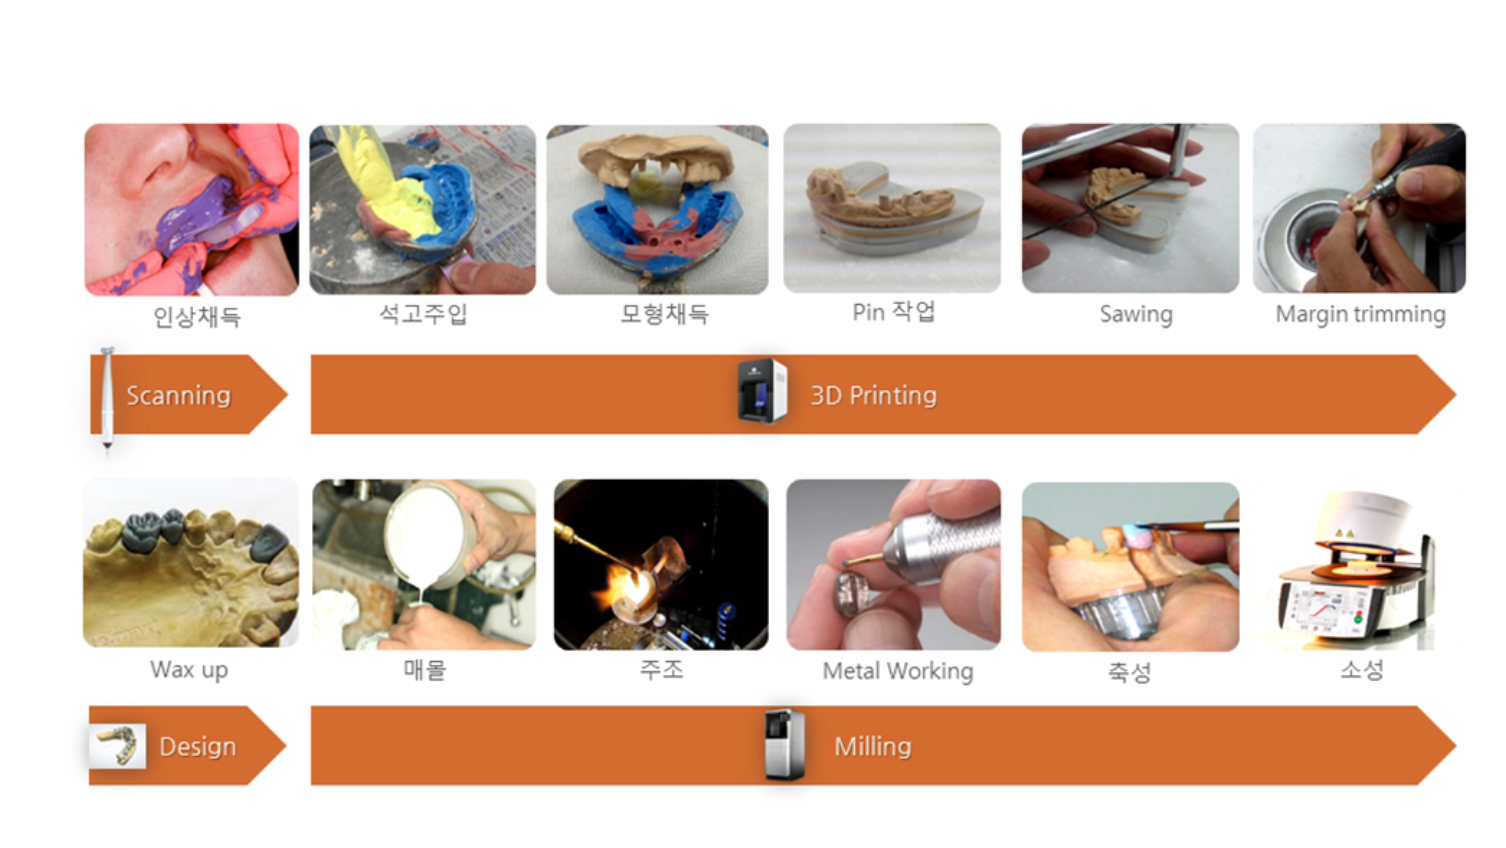 인상채득
석고주입
모형채득
Pin 작업
Sawing
Margin trimming
Scanning
3D Printing
Wax up
매몰
주조
Metal Working
축성
소성
Design
Milling